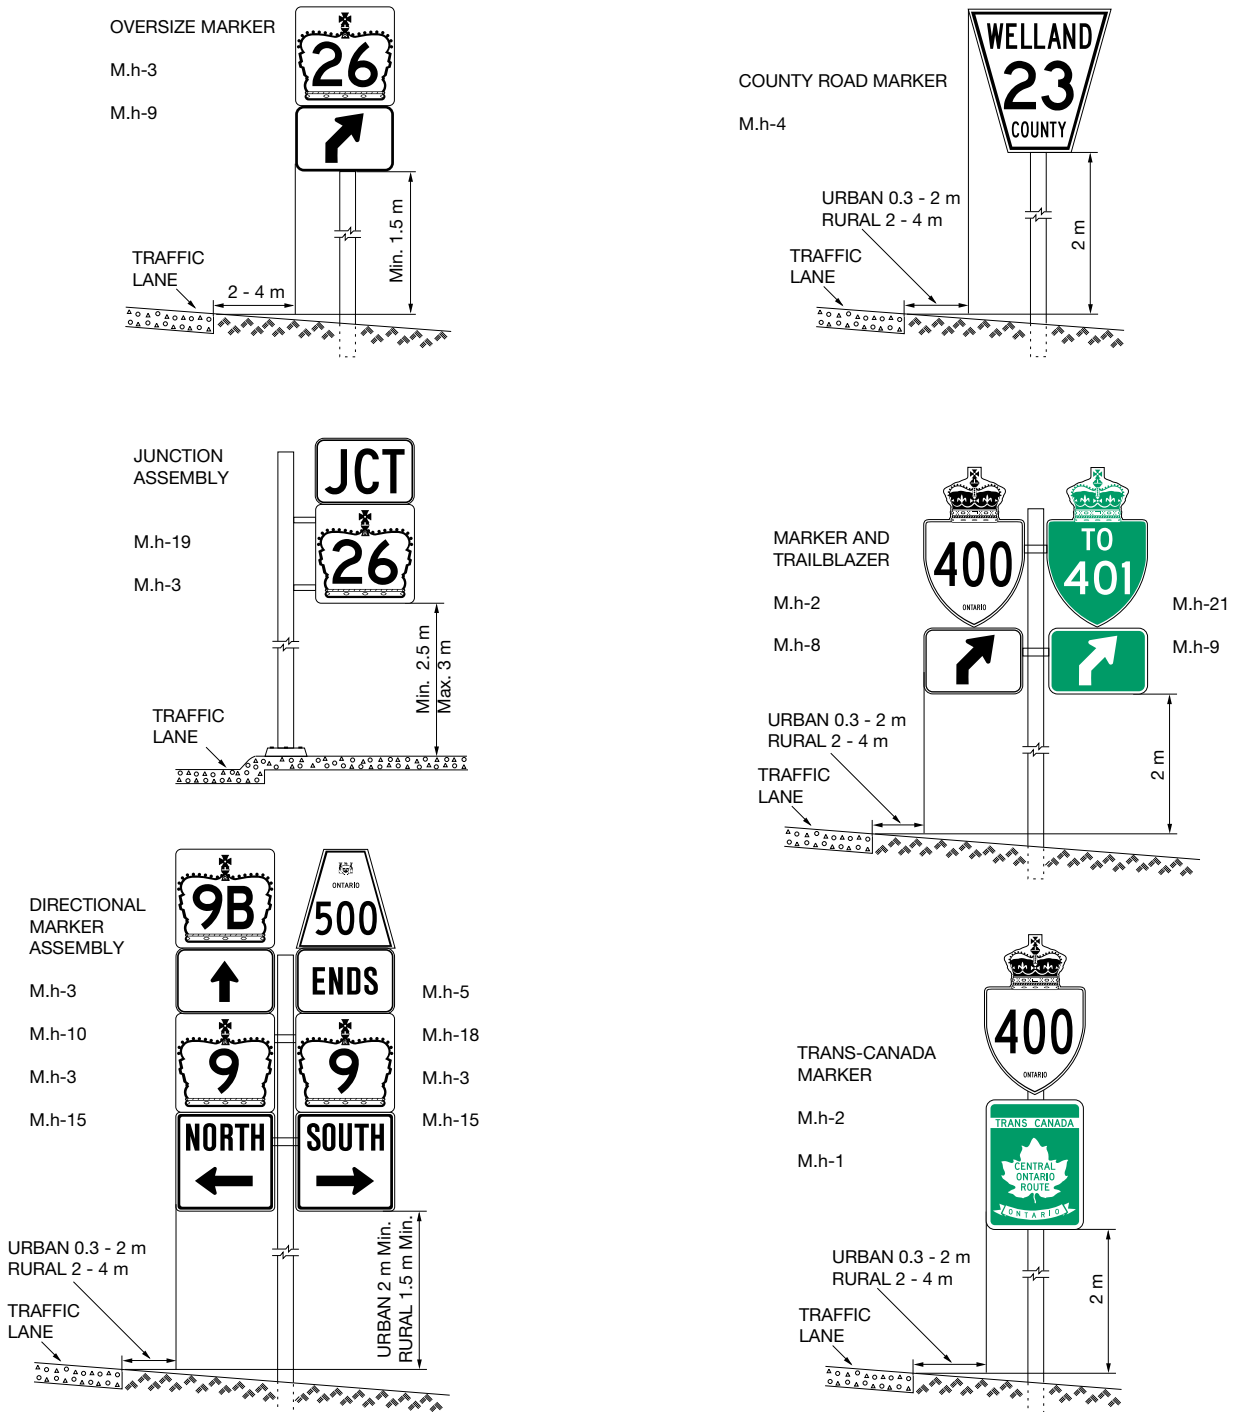 OVERSIZE MARKER
M.h-3
M.h-9
26
Min. 1.5 m
TRAFFIC
LANE
2 - 4 m
COUNTY ROAD MARKER
M.h-4
WELLAND
23
COUNTY
URBAN 0.3 - 2 m
RURAL 2 - 4 m
2 m
TRAFFIC
LANE
JUNCTION
ASSEMBLY
M.h-19
M.h-3
JCT
26
Min. 2.5 m
Max. 3 m
TRAFFIC
LANE
MARKER AND
TRAILBLAZER
M.h-2
M.h-8
400
ONTARIO
TO
401
M.h-21
M.h-9
URBAN 0.3 - 2 m
RURAL 2 - 4 m
2 m
TRAFFIC
LANE
DIRECTIONAL
MARKER
ASSEMBLY
M.h-3
M.h-10
M.h-3
M.h-15
9B
9
NORTH
ONTARIO
500
ENDS
9
SOUTH
M.h-5
M.h-18
M.h-3
M.h-15
URBAN 0.3 - 2 m
RURAL 2 - 4 m
URBAN 2 m Min.
RURAL 1.5 m Min.
TRAFFIC
LANE
TRANS-CANADA
MARKER
M.h-2
M.h-1
400
ONTARIO
TRANS CANADA
CENTRAL
ONTARIO
ROUTE
ONTARIO
URBAN 0.3 - 2 m
RURAL 2 - 4 m
2 m
TRAFFIC
LANE